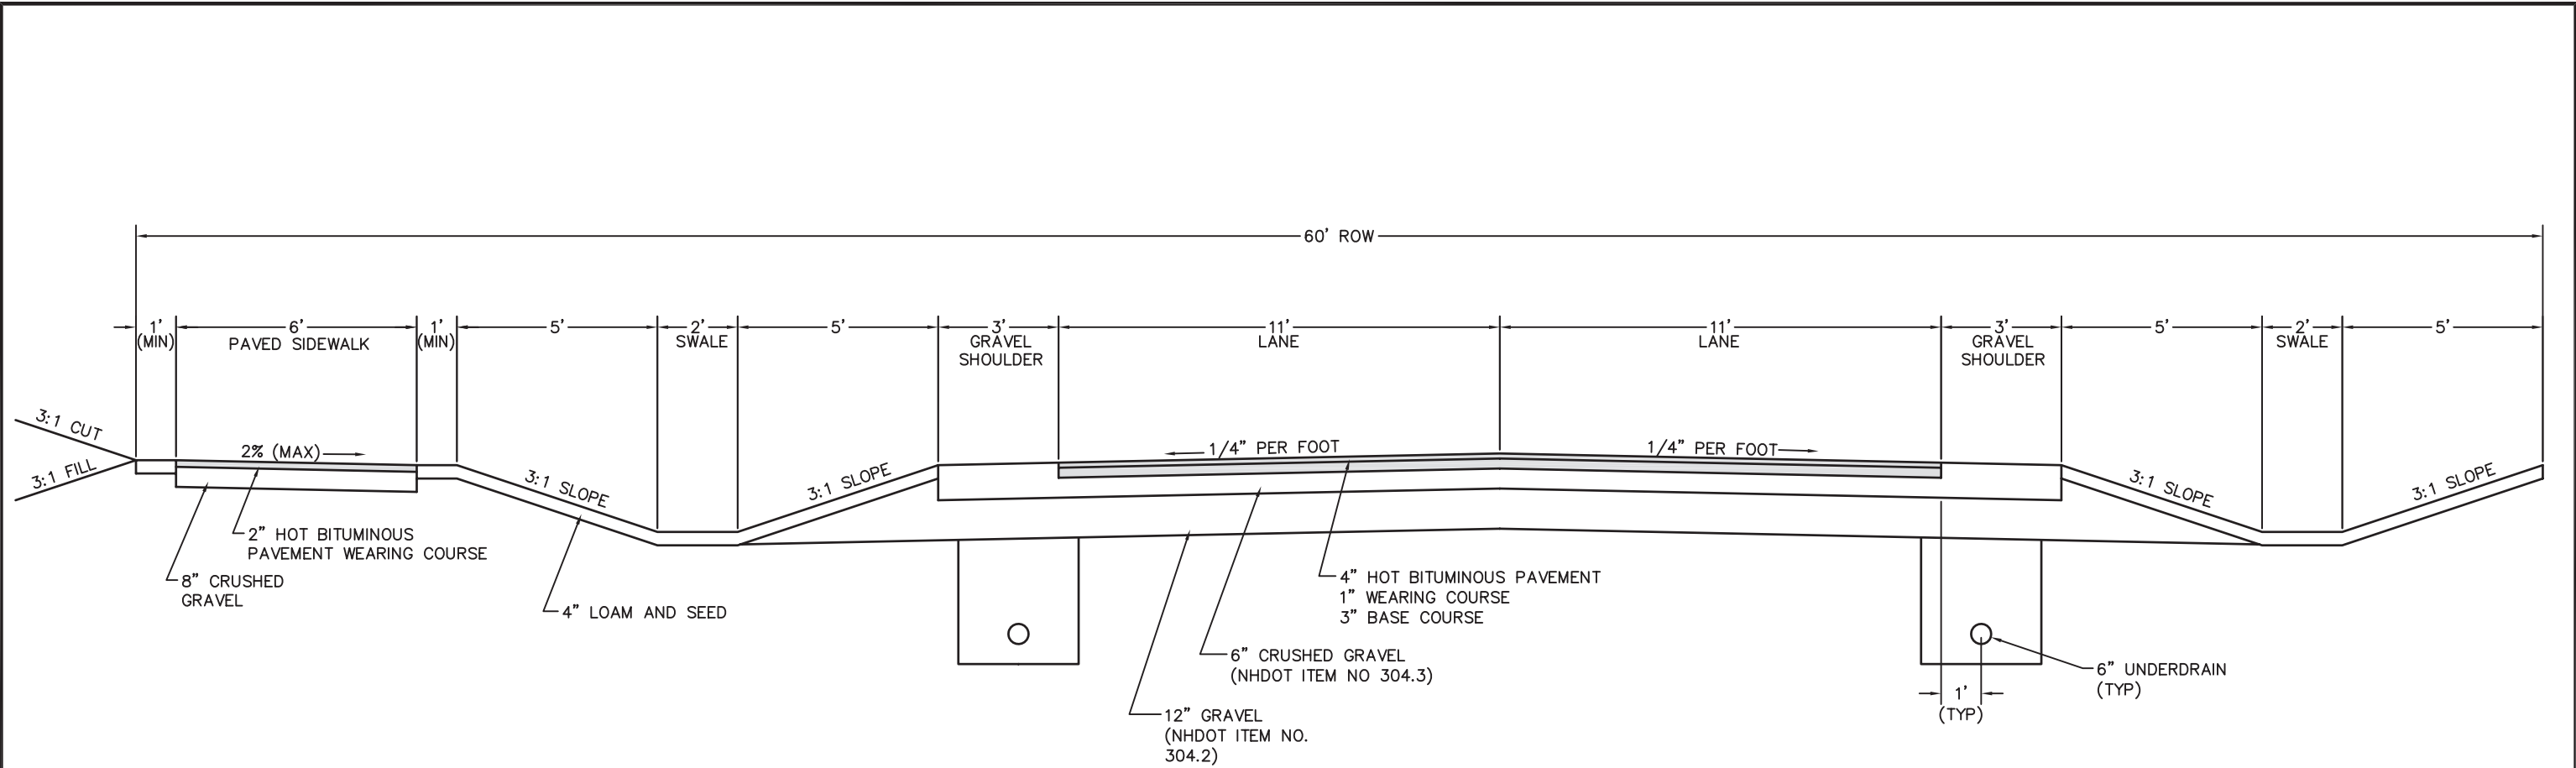 60' ROW
1'
(MIN)
6'
PAVED SIDEWALK
1'
(MIN)
5'
2'
SWALE
5'
3'
GRAVEL
SHOULDER
11'
LANE
11'
LANE
3'
GRAVEL
SHOULDER
5'
2'
SWALE
5'
3:1 CUT
3:1 FILL
2% (MAX)
3:1 SLOPE
3:1 SLOPE
1/4" PER FOOT
1/4" PER FOOT
3:1 SLOPE
3:1 SLOPE
2" HOT BITUMINOUS
PAVEMENT WEARING COURSE
8" CRUSHED
GRAVEL
4" LOAM AND SEED
4" HOT BITUMINOUS PAVEMENT
1" WEARING COURSE
3" BASE COURSE
6" CRUSHED GRAVEL
(NHDOT ITEM NO 304.3)
12" GRAVEL
(NHDOT ITEM NO.
304.2)
1'
(TYP)
6" UNDERDRAIN
(TYP)